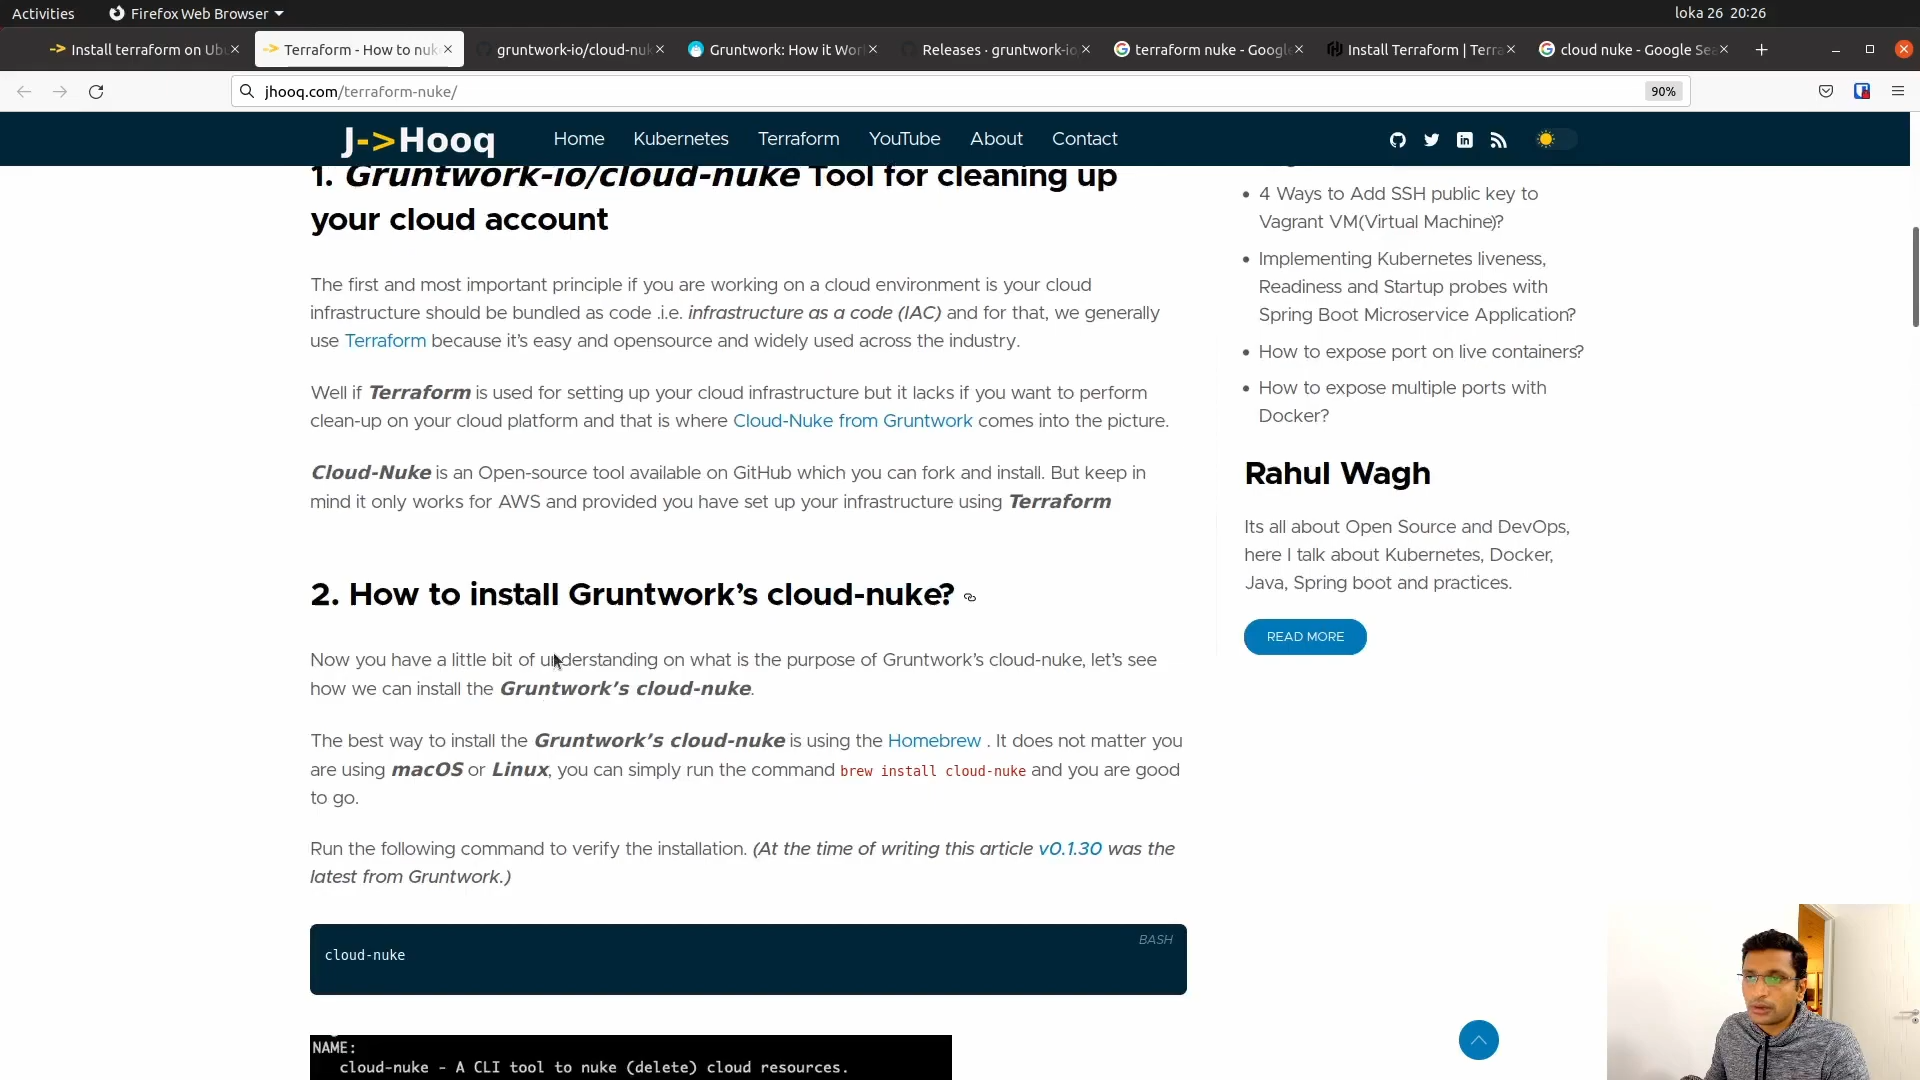 Activities
Firefox Web Browser
loka 26 20:26
Install terraform on Ub
Terraform - How to nuk
gruntwork-io/cloud-nuk
Gruntwork: How it Wor
Releases · gruntwork-io
terraform nuke - Google
Install Terraform | Terra
cloud nuke - Google Sea
jhooq.com/terraform-nuke/
90%
J->Hooq
Home
Kubernetes
Terraform
YouTube
About
Contact
1. Gruntwork-io/cloud-nuke Tool for cleaning up
your cloud account
The first and most important principle if you are working on a cloud environment is your cloud
infrastructure should be bundled as code .i.e. infrastructure as a code (IAC) and for that, we generally
use Terraform because it’s easy and opensource and widely used across the industry.
Well if Terraform is used for setting up your cloud infrastructure but it lacks if you want to perform
clean-up on your cloud platform and that is where Cloud-Nuke from Gruntwork comes into the picture.
Cloud-Nuke is an Open-source tool available on GitHub which you can fork and install. But keep in
mind it only works for AWS and provided you have set up your infrastructure using Terraform
2. How to install Gruntwork’s cloud-nuke?
Now you have a little bit of understanding on what is the purpose of Gruntwork’s cloud-nuke, let’s see
how we can install the Gruntwork’s cloud-nuke.
The best way to install the Gruntwork’s cloud-nuke is using the Homebrew . It does not matter you
are using macOS or Linux, you can simply run the command brew install cloud-nuke and you are good
to go.
Run the following command to verify the installation. (At the time of writing this article v0.1.30 was the
latest from Gruntwork.)
BASH
cloud-nuke
NAME:
cloud-nuke - A CLI tool to nuke (delete) cloud resources.
4 Ways to Add SSH public key to
Vagrant VM(Virtual Machine)?
Implementing Kubernetes liveness,
Readiness and Startup probes with
Spring Boot Microservice Application?
How to expose port on live containers?
How to expose multiple ports with
Docker?
Rahul Wagh
Its all about Open Source and DevOps,
here I talk about Kubernetes, Docker,
Java, Spring boot and practices.
READ MORE